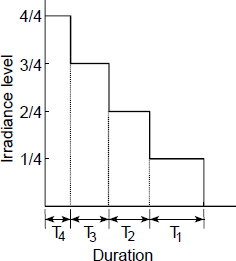 Irradiance level
4/4
3/4
2/4
1/4
T4 T3 T2 T1
Duration